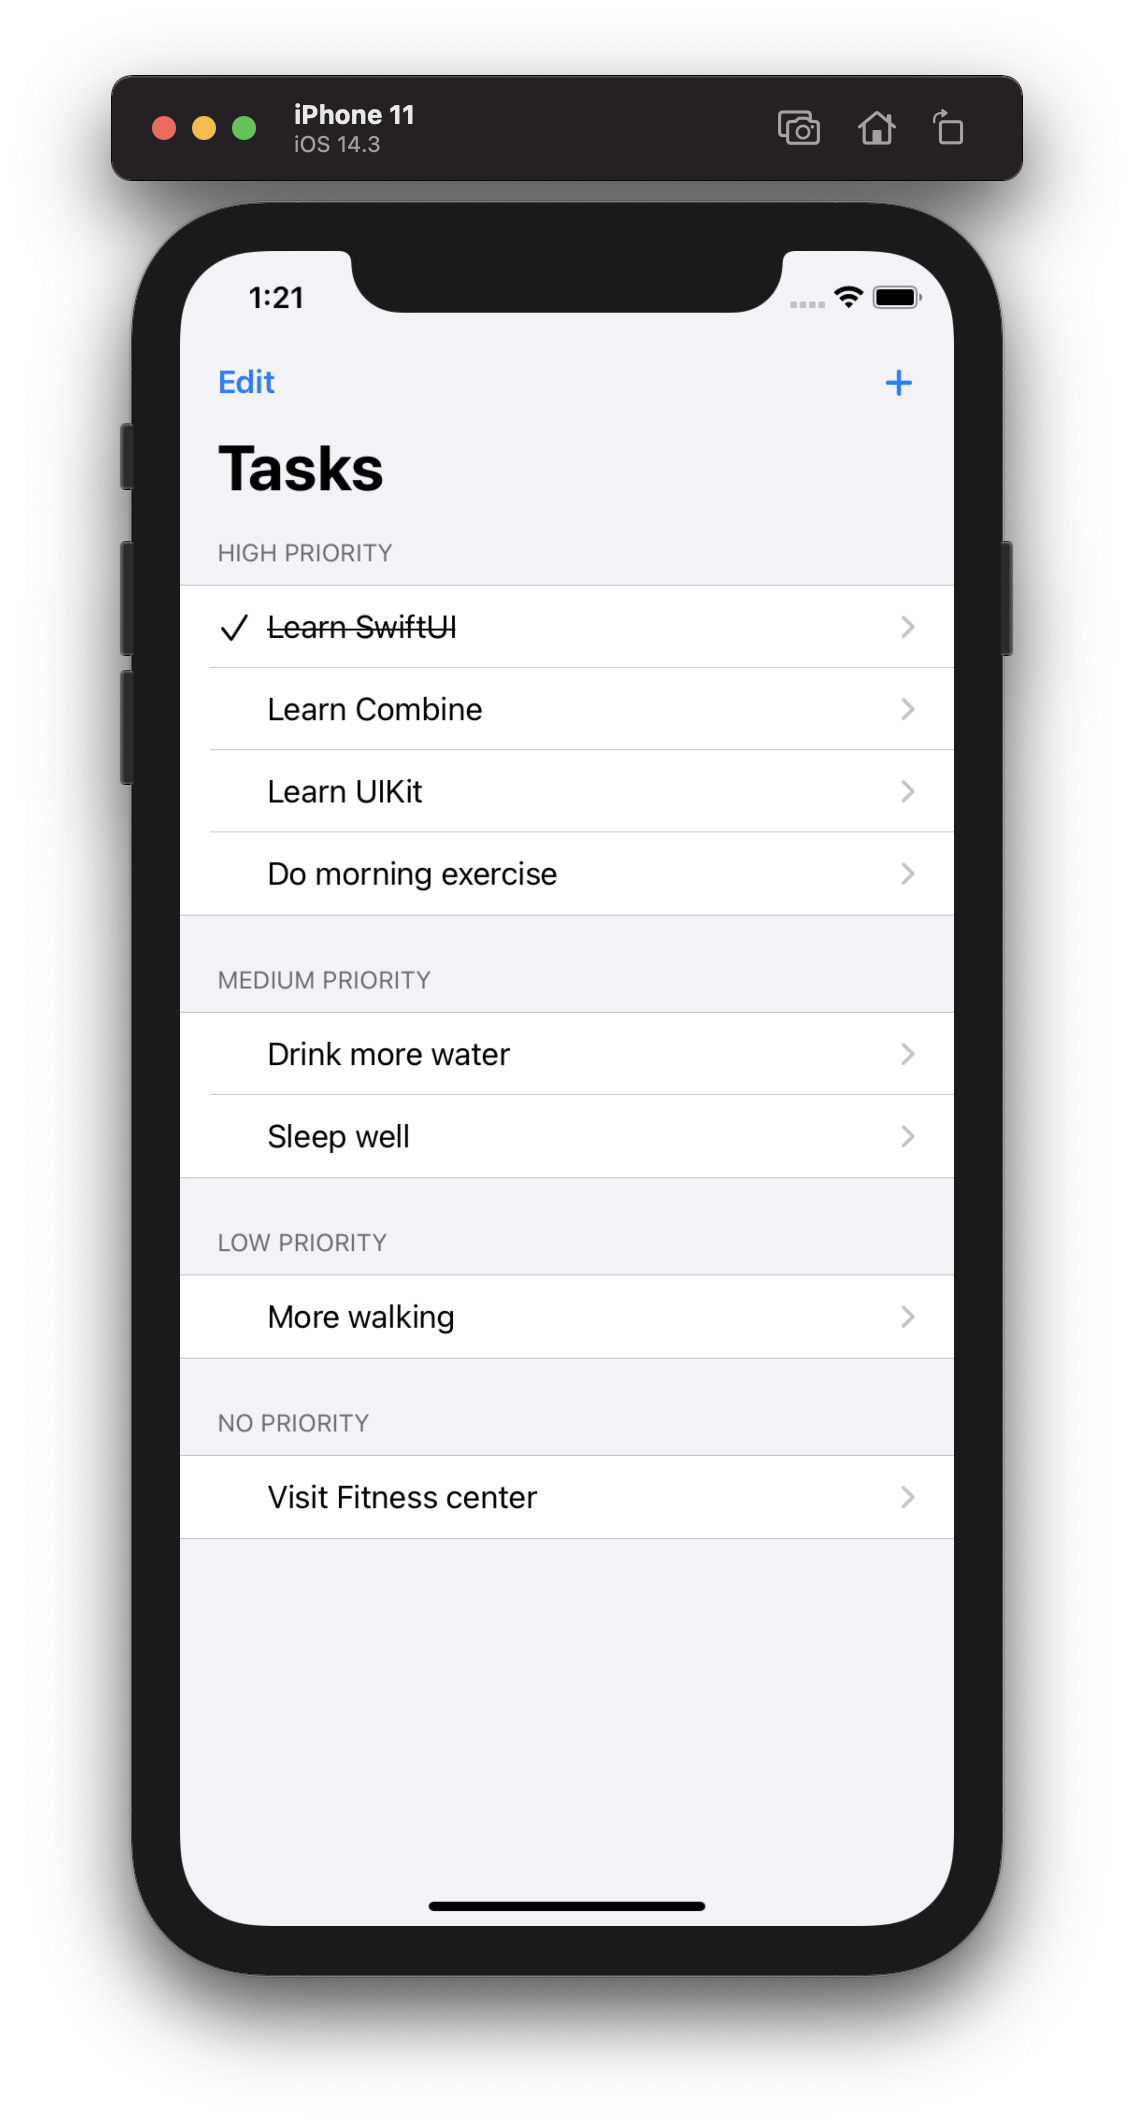 iPhone 11
iOS 14.3
1:21
Edit
+
Tasks
HIGH PRIORITY
Learn SwiftUI
Learn Combine
Learn UIKit
Do morning exercise
MEDIUM PRIORITY
Drink more water
Sleep well
LOW PRIORITY
More walking
NO PRIORITY
Visit Fitness center